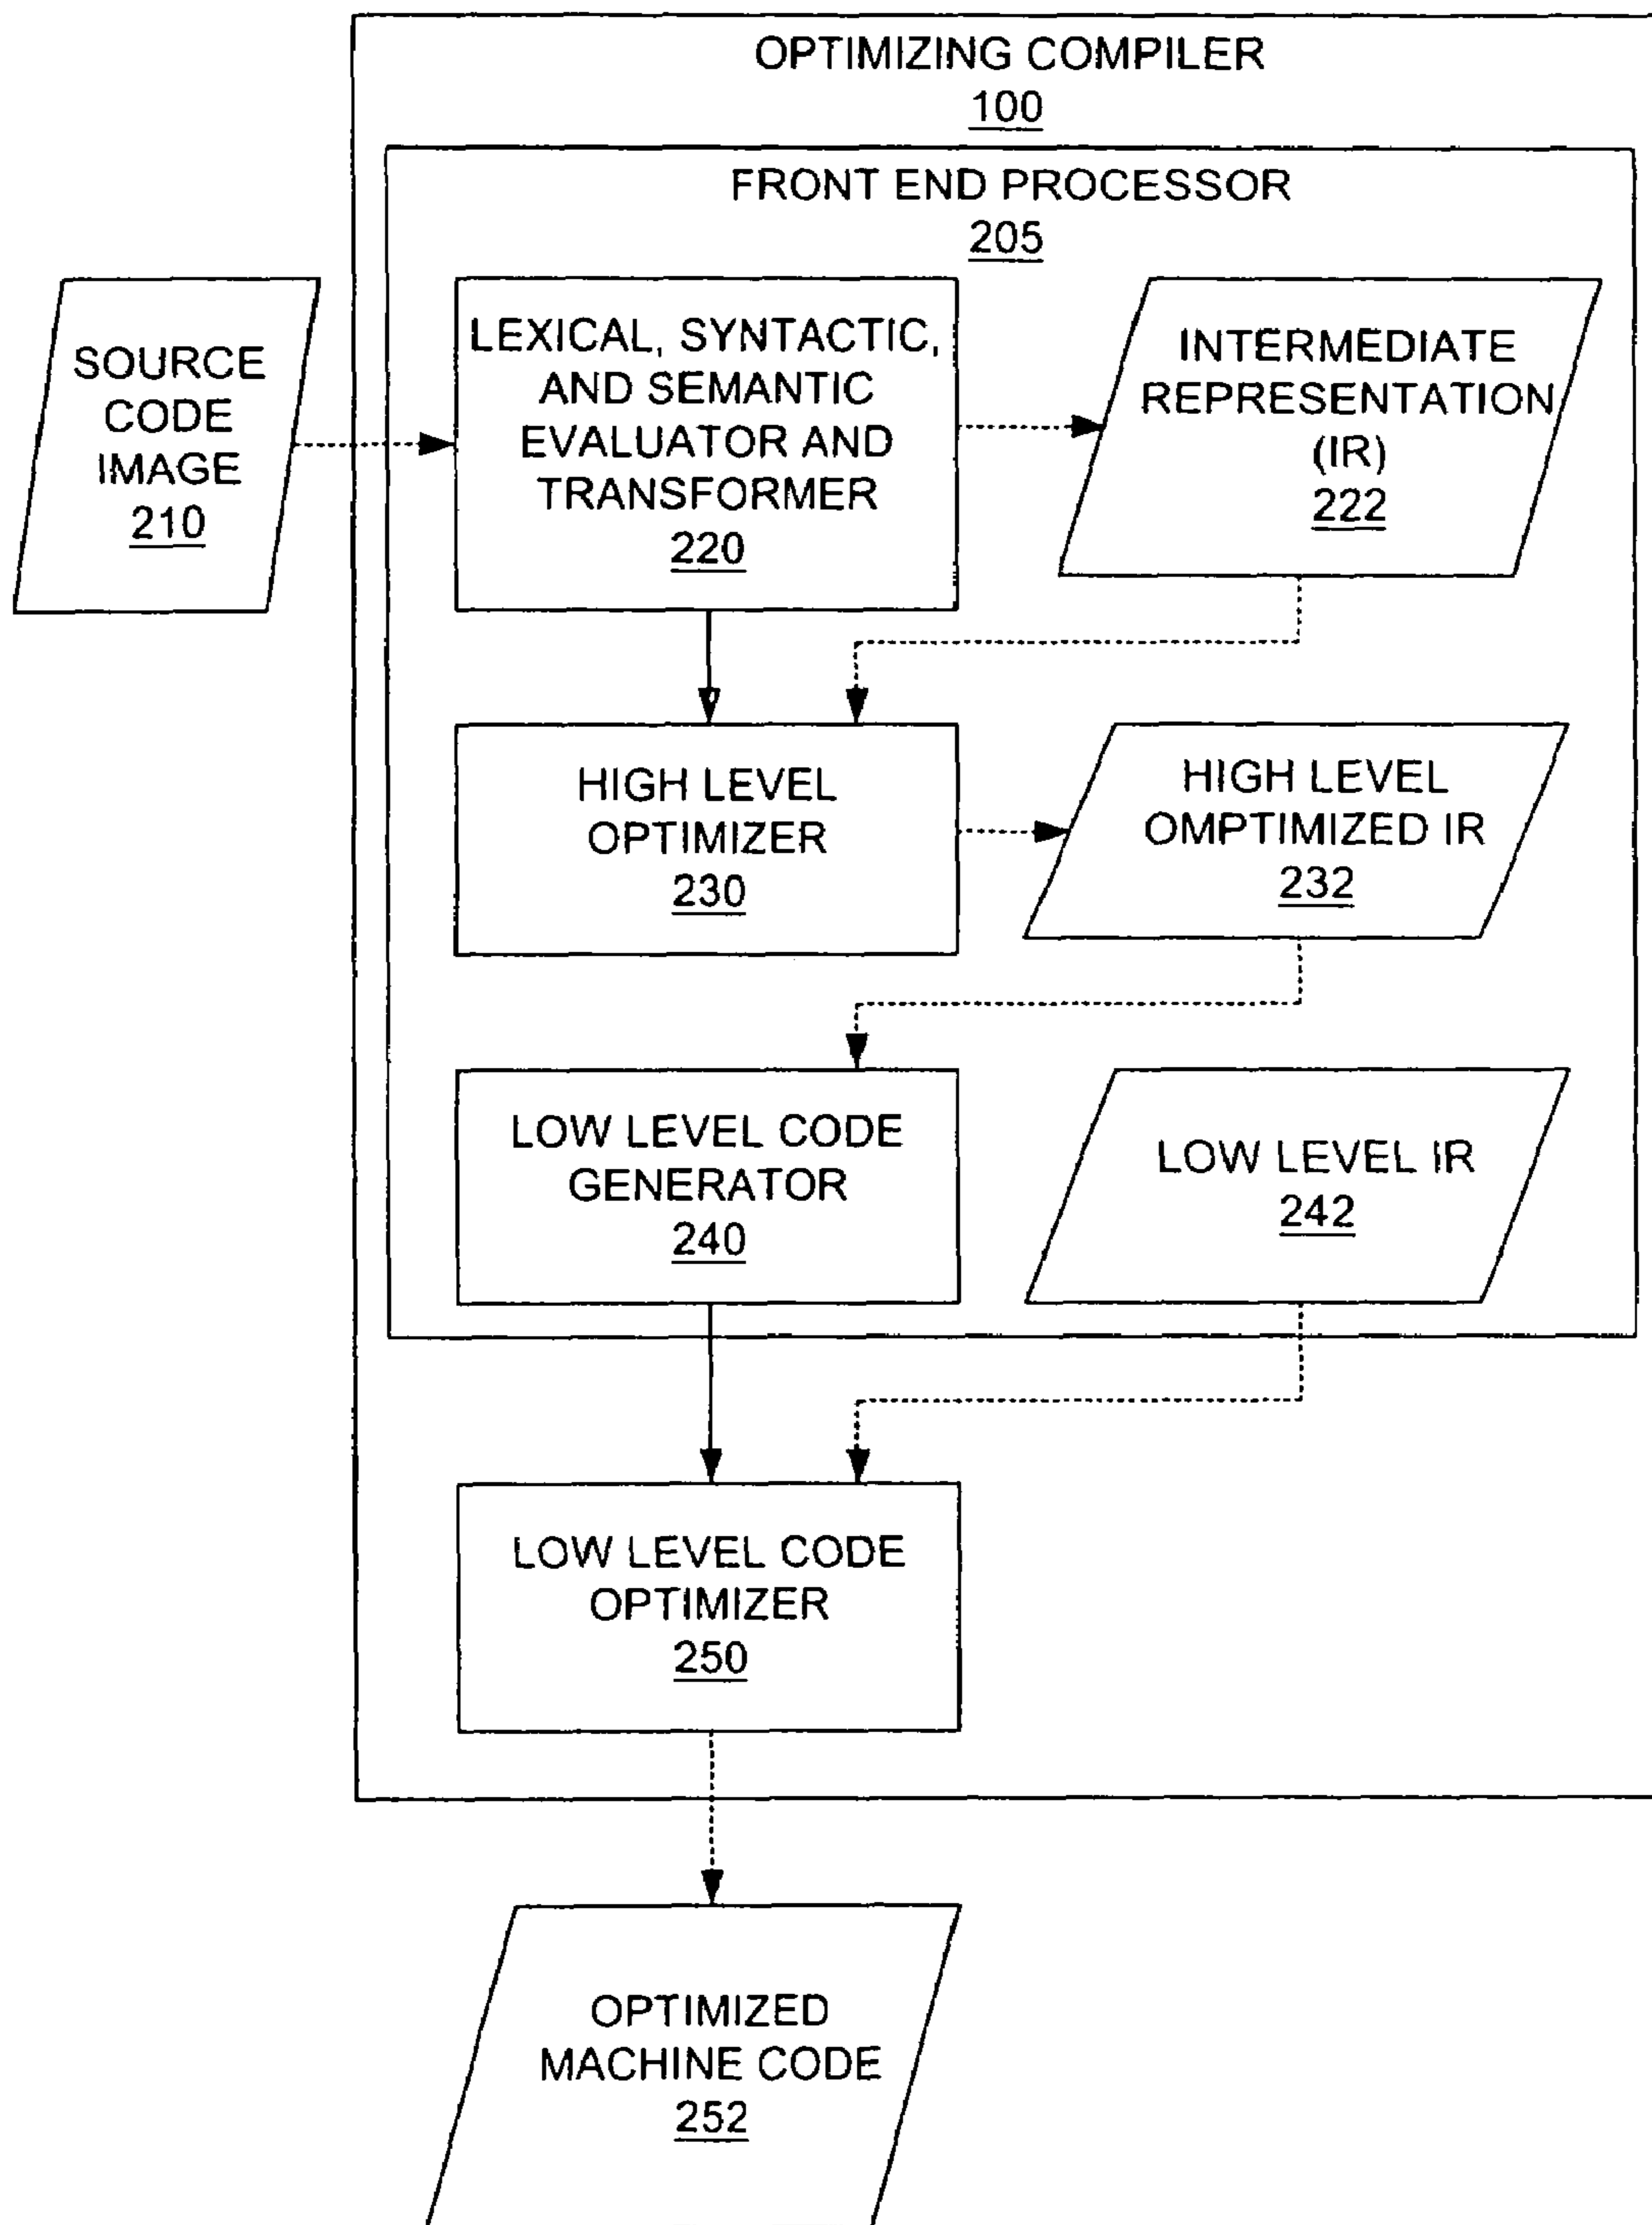 OPTIMIZING COMPILER
100
FRONT END PROCESSOR
205
SOURCE
CODE
IMAGE
210
LEXICAL, SYNTACTIC,
AND SEMANTIC
EVALUATOR AND
TRANSFORMER
220
INTERMEDIATE
REPRESENTATION
(IR)
222
HIGH LEVEL
OPTIMIZER
230
HIGH LEVEL
OMPTIMIZED IR
232
LOW LEVEL CODE
GENERATOR
240
LOW LEVEL IR
242
LOW LEVEL CODE
OPTIMIZER
250
OPTIMIZED
MACHINE CODE
252